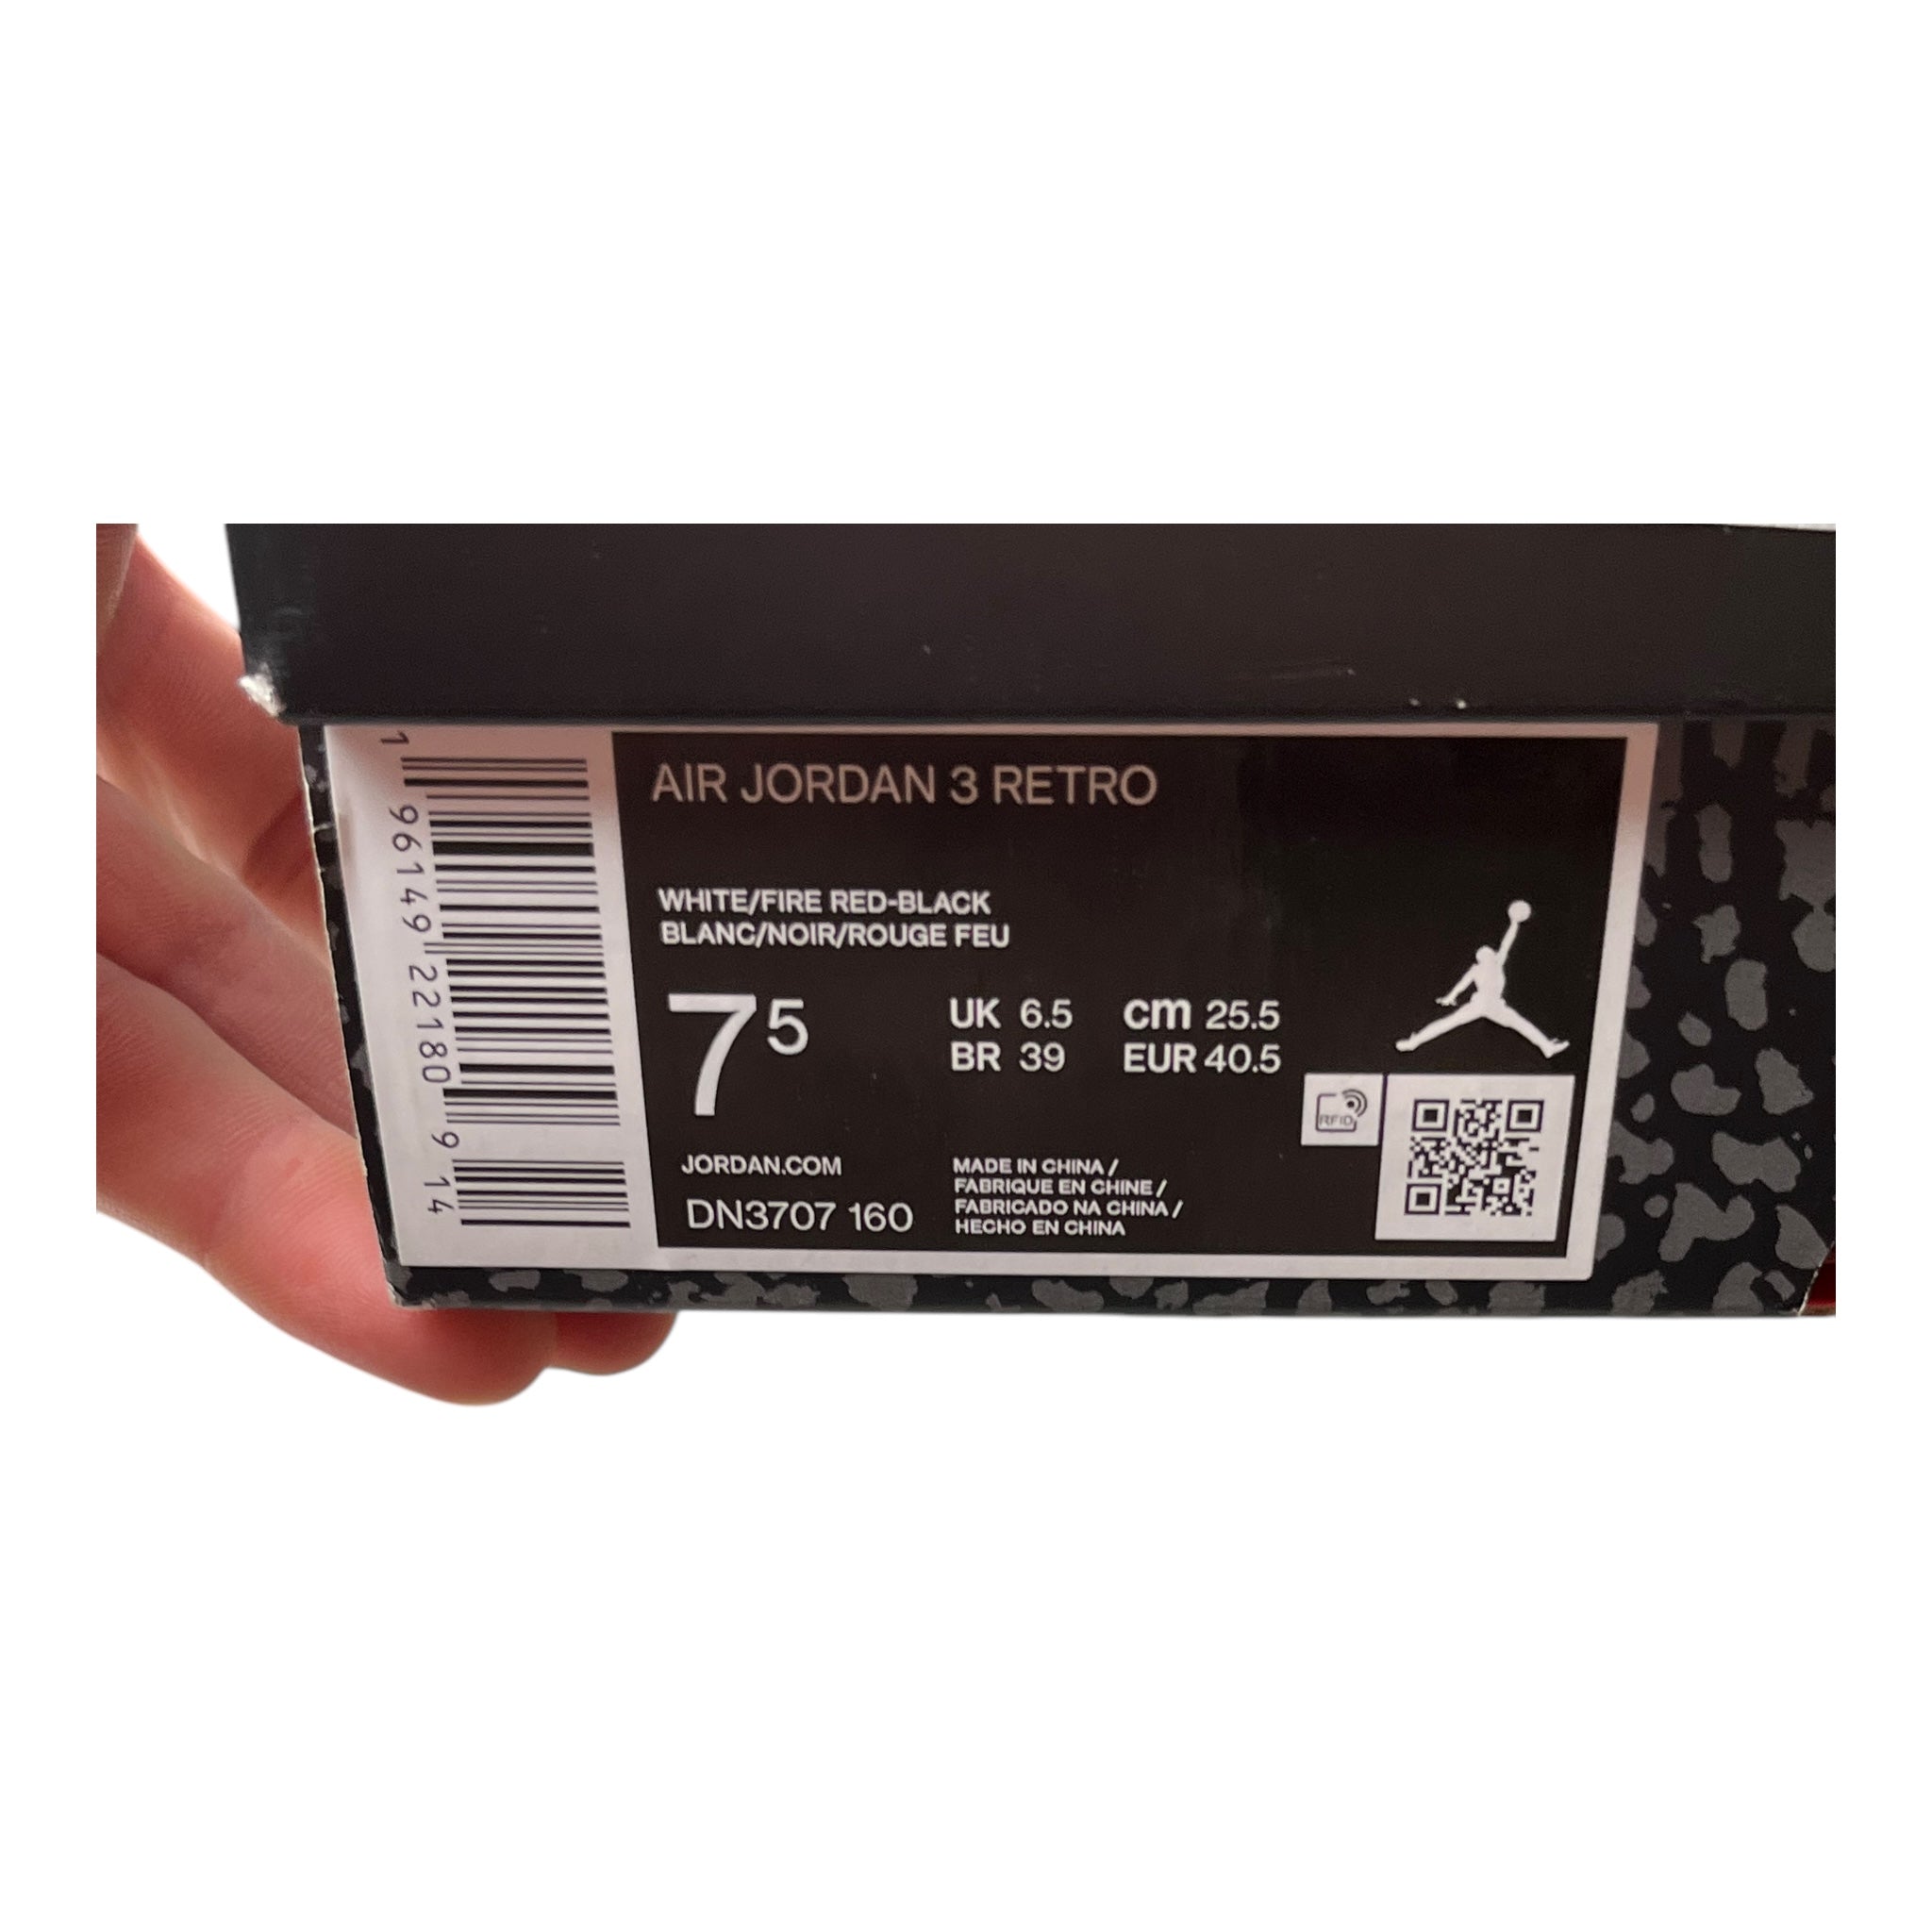 AIR JORDAN 3 RETRO
WHITE/FIRE RED-BLACK
BLANC/NOIR/ROUGE FEU
7 5
UK 6.5 cm 25.5
BR 39 EUR 40.5
JORDAN.COM
DN3707 160
MADE IN CHINA /
FABRIQUE EN CHINE /
FABRICADO NA CHINA /
HECHO EN CHINA
RFID
1 96149 22180 9 14